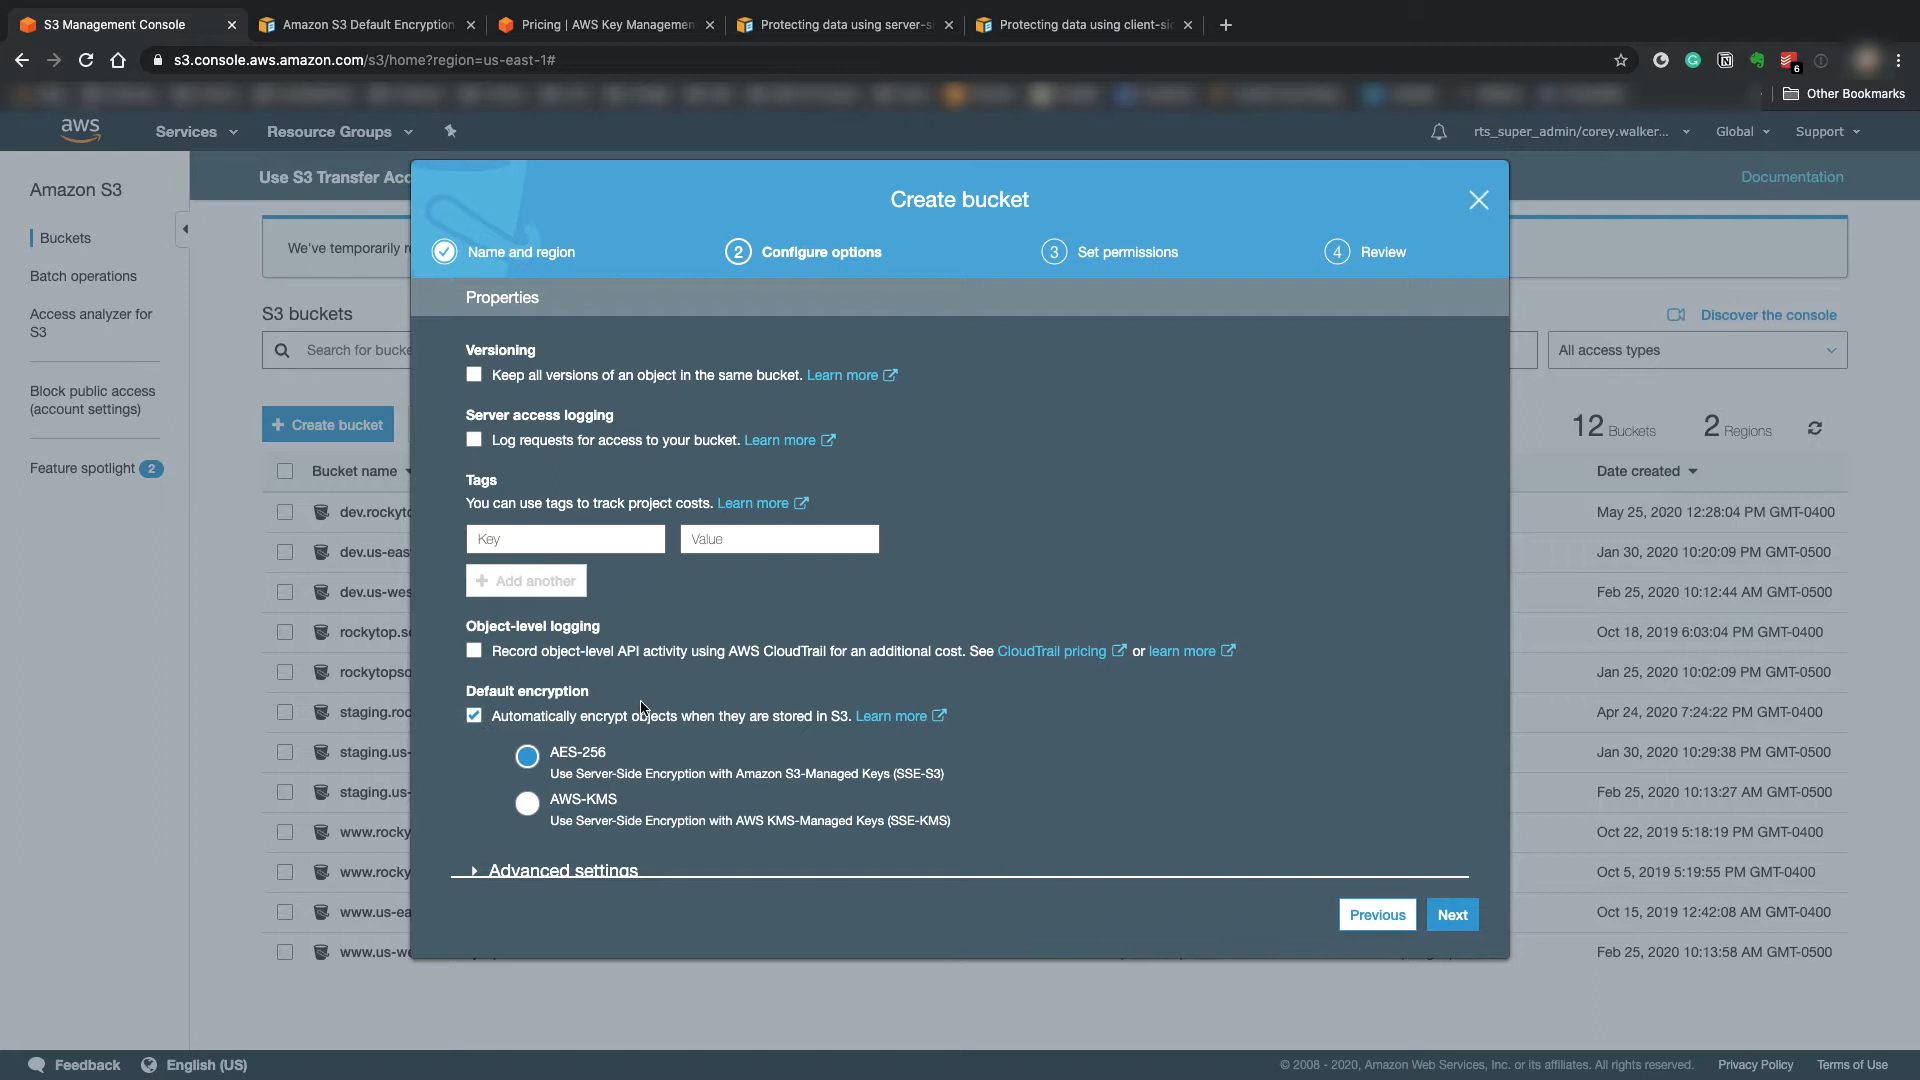 S3 Management Console
Amazon S3 Default Encryption
Pricing | AWS Key Managemen
Protecting data using server-s
Protecting data using client-si
s3.console.aws.amazon.com/s3/home?region=us-east-1#
6
Other Bookmarks
aws
Services
Resource Groups
rts_super_admin/corey.walker...
Global
Support
Amazon S3
Use S3 Transfer Acc
Documentation
Create bucket
Name and region
2 Configure options
3 Set permissions
4 Review
Buckets
Batch operations
Access analyzer for
S3
Block public access
(account settings)
Feature spotlight 2
We've temporarily r
S3 buckets
Discover the console
Search for bucke
All access types
+ Create bucket
12 Buckets
2 Regions
Bucket name
Date created
dev.rockyto
May 25, 2020 12:28:04 PM GMT-0400
dev.us-eas
Jan 30, 2020 10:20:09 PM GMT-0500
dev.us-wes
Feb 25, 2020 10:12:44 AM GMT-0500
rockytop.so
Oct 18, 2019 6:03:04 PM GMT-0400
rockytopso
Jan 25, 2020 10:02:09 PM GMT-0500
staging.roc
Apr 24, 2020 7:24:22 PM GMT-0400
staging.us-
Jan 30, 2020 10:29:38 PM GMT-0500
staging.us-
Feb 25, 2020 10:13:27 AM GMT-0500
www.rocky
Oct 22, 2019 5:18:19 PM GMT-0400
www.rocky
Oct 5, 2019 5:19:55 PM GMT-0400
www.us-ea
Oct 15, 2019 12:42:08 AM GMT-0400
www.us-we
Feb 25, 2020 10:13:58 AM GMT-0500
Properties
Versioning
Keep all versions of an object in the same bucket. Learn more
Server access logging
Log requests for access to your bucket. Learn more
Tags
You can use tags to track project costs. Learn more
Key
Value
+ Add another
Object-level logging
Record object-level API activity using AWS CloudTrail for an additional cost. See CloudTrail pricing or learn more
Default encryption
Automatically encrypt objects when they are stored in S3. Learn more
AES-256
Use Server-Side Encryption with Amazon S3-Managed Keys (SSE-S3)
AWS-KMS
Use Server-Side Encryption with AWS KMS-Managed Keys (SSE-KMS)
Advanced settings
Previous
Next
Feedback
English (US)
© 2008 - 2020, Amazon Web Services, Inc. or its affiliates. All rights reserved.
Privacy Policy
Terms of Use